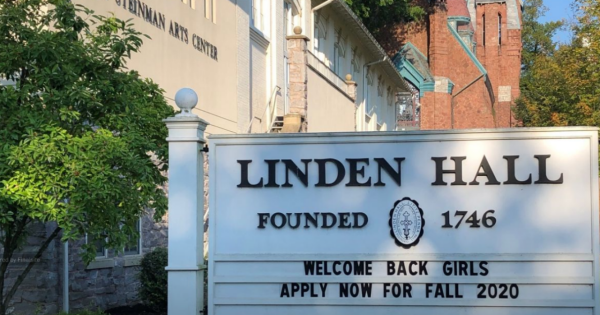 STEINMAN ARTS CENTER
LINDEN HALL
FOUNDED 1746
WELCOME BACK GIRLS
APPLY NOW FOR FALL 2020